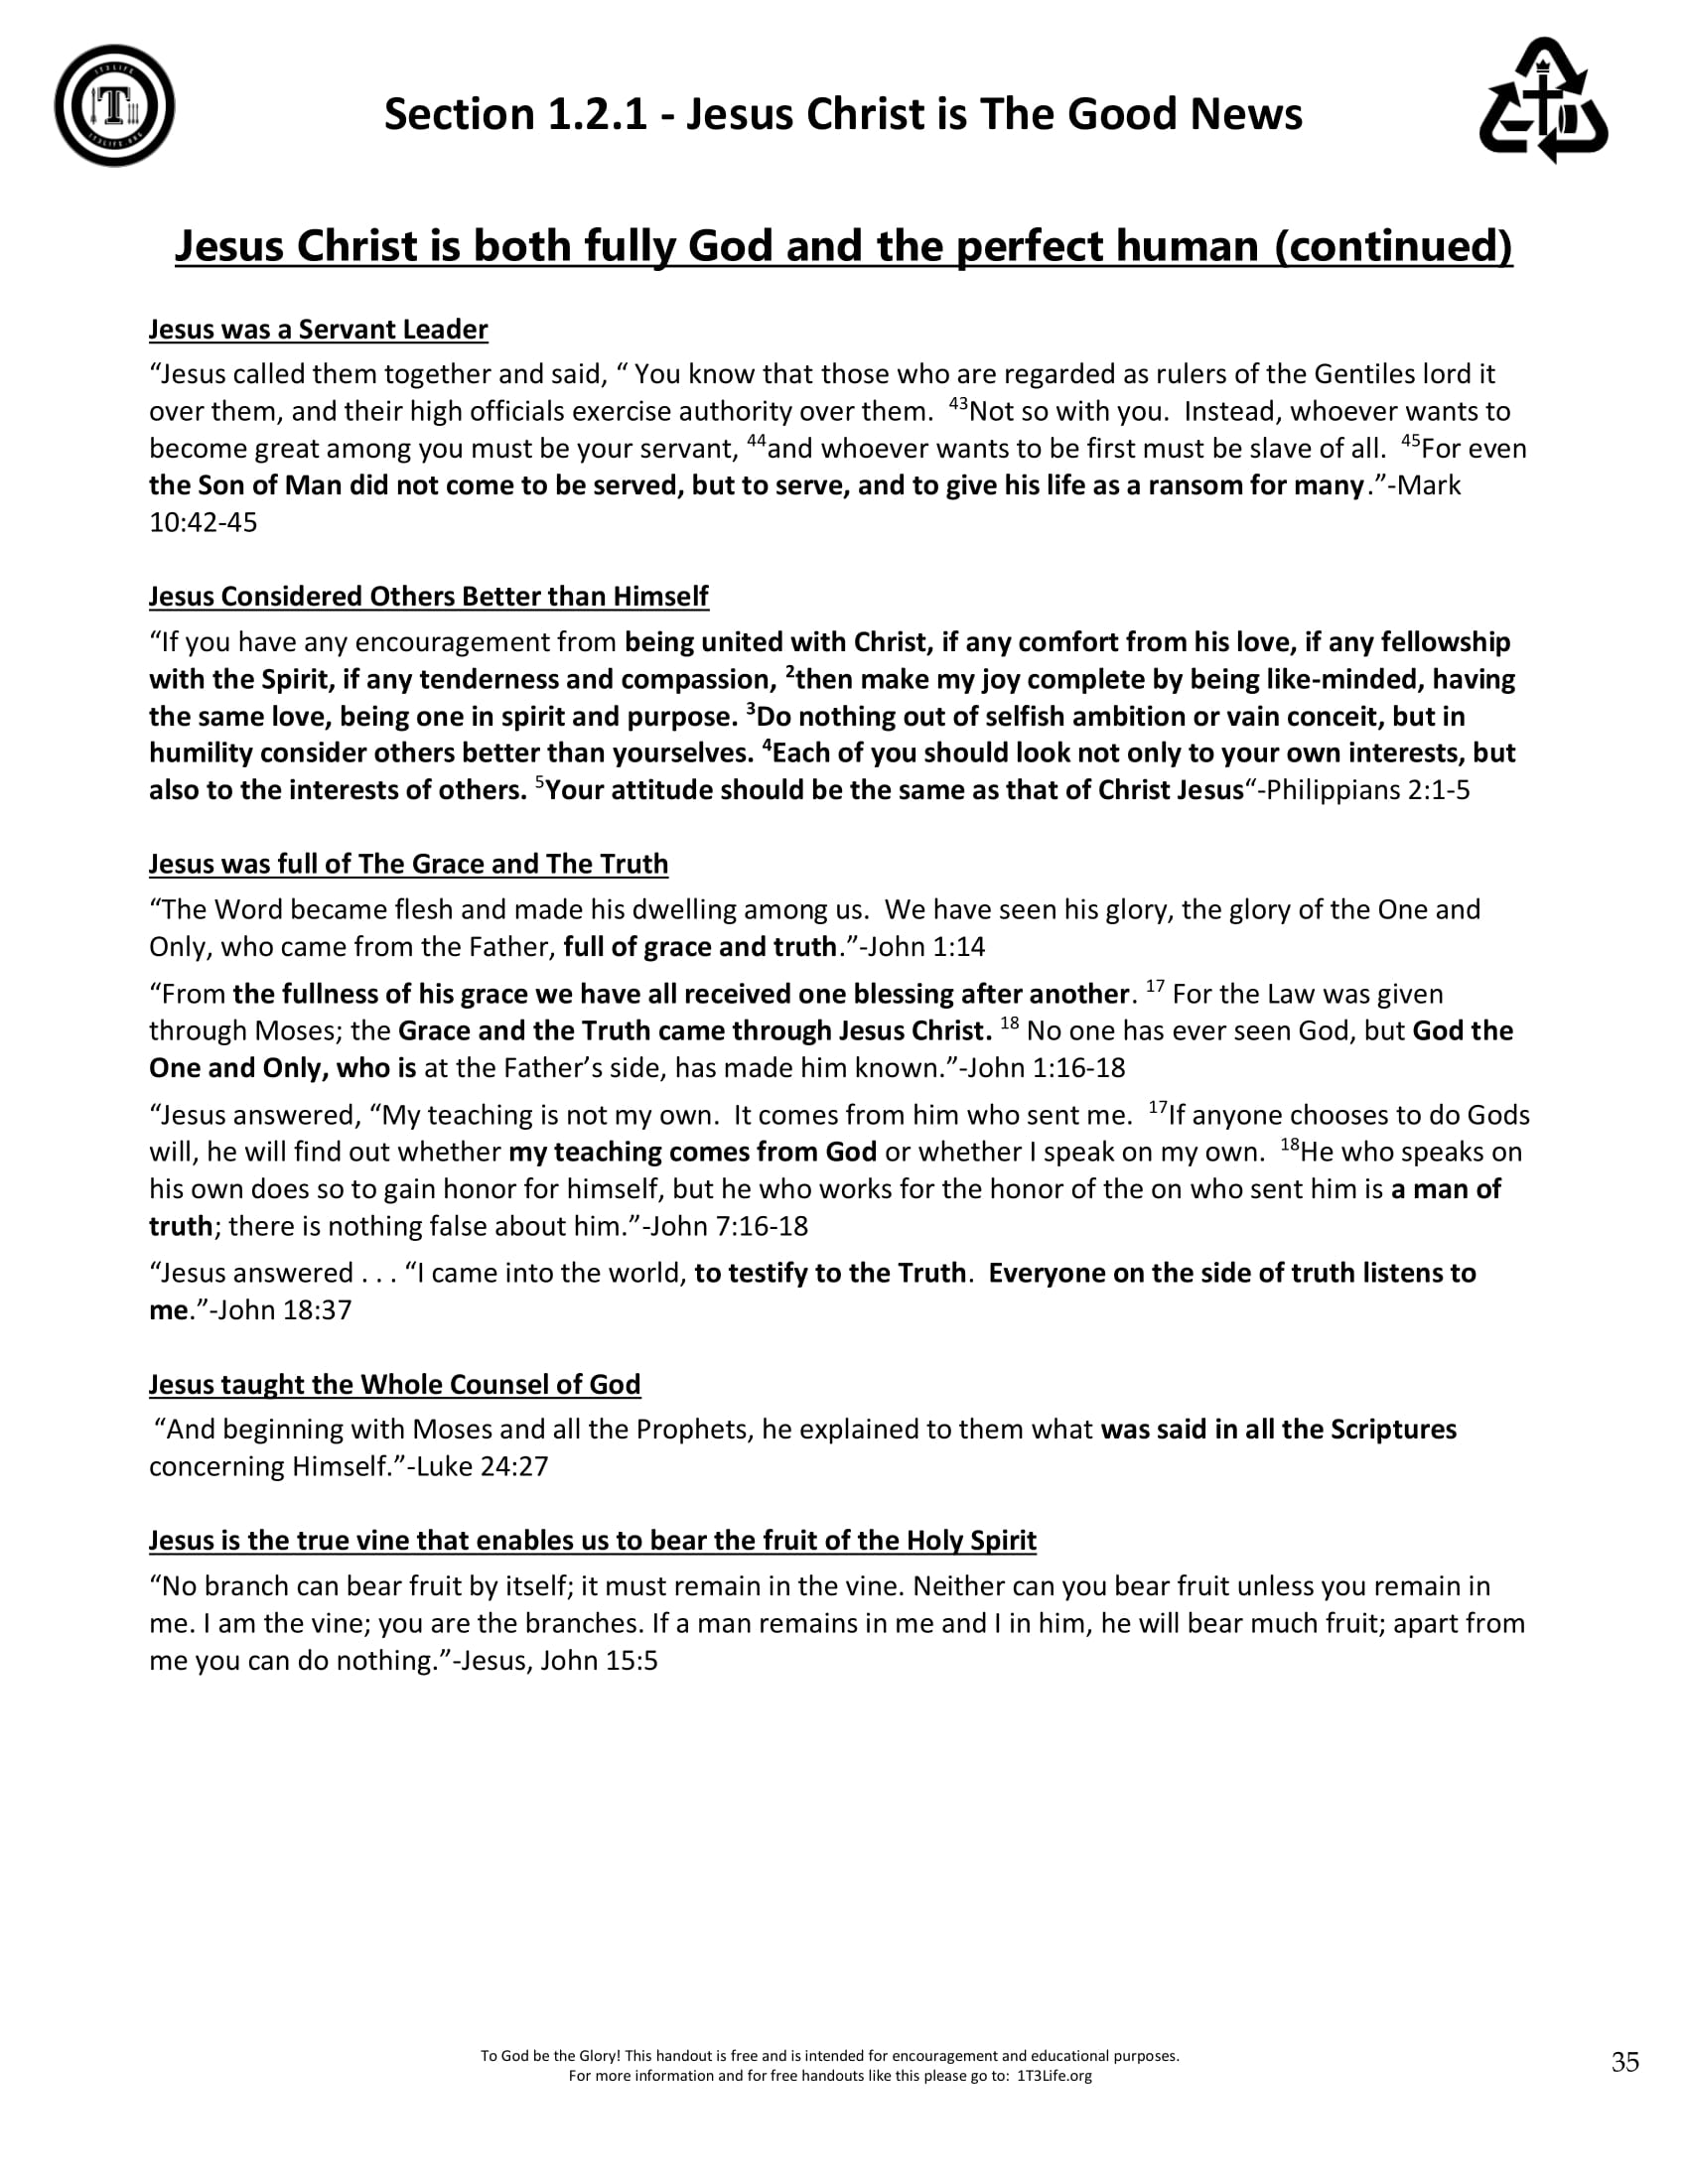 1T3 LIFE
T
1T3LIFE.ORG
Section 1.2.1 - Jesus Christ is The Good News
Jesus Christ is both fully God and the perfect human (continued)
Jesus was a Servant Leader
“Jesus called them together and said, “ You know that those who are regarded as rulers of the Gentiles lord it
over them, and their high officials exercise authority over them.  43Not so with you.  Instead, whoever wants to
become great among you must be your servant, 44and whoever wants to be first must be slave of all.  45For even
the Son of Man did not come to be served, but to serve, and to give his life as a ransom for many.”-Mark
10:42-45
Jesus Considered Others Better than Himself
“If you have any encouragement from being united with Christ, if any comfort from his love, if any fellowship
with the Spirit, if any tenderness and compassion, 2then make my joy complete by being like-minded, having
the same love, being one in spirit and purpose. 3Do nothing out of selfish ambition or vain conceit, but in
humility consider others better than yourselves. 4Each of you should look not only to your own interests, but
also to the interests of others. 5Your attitude should be the same as that of Christ Jesus“-Philippians 2:1-5
Jesus was full of The Grace and The Truth
“The Word became flesh and made his dwelling among us.  We have seen his glory, the glory of the One and
Only, who came from the Father, full of grace and truth.”-John 1:14
“From the fullness of his grace we have all received one blessing after another. 17 For the Law was given
through Moses; the Grace and the Truth came through Jesus Christ. 18 No one has ever seen God, but God the
One and Only, who is at the Father’s side, has made him known.”-John 1:16-18
“Jesus answered, “My teaching is not my own.  It comes from him who sent me.  17If anyone chooses to do Gods
will, he will find out whether my teaching comes from God or whether I speak on my own.  18He who speaks on
his own does so to gain honor for himself, but he who works for the honor of the on who sent him is a man of
truth; there is nothing false about him.”-John 7:16-18
“Jesus answered . . . “I came into the world, to testify to the Truth.  Everyone on the side of truth listens to
me.”-John 18:37
Jesus taught the Whole Counsel of God
“And beginning with Moses and all the Prophets, he explained to them what was said in all the Scriptures
concerning Himself.”-Luke 24:27
Jesus is the true vine that enables us to bear the fruit of the Holy Spirit
“No branch can bear fruit by itself; it must remain in the vine. Neither can you bear fruit unless you remain in
me. I am the vine; you are the branches. If a man remains in me and I in him, he will bear much fruit; apart from
me you can do nothing.”-Jesus, John 15:5
To God be the Glory! This handout is free and is intended for encouragement and educational purposes.
For more information and for free handouts like this please go to:  1T3Life.org
35